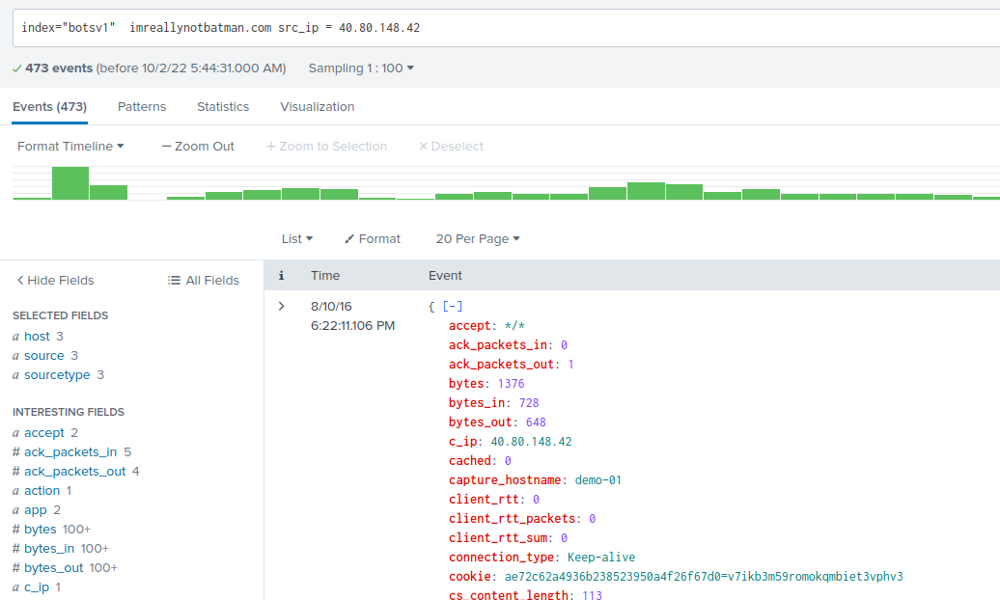 index="botsv1"  imreallynotbatman.com src_ip = 40.80.148.42
473 events (before 10/2/22 5:44:31.000 AM) Sampling 1 : 100
Events (473) Patterns Statistics Visualization
Format Timeline – Zoom Out + Zoom to Selection × Deselect
List Format 20 Per Page
< Hide Fields All Fields
i Time Event
SELECTED FIELDS
a host 3
a source 3
a sourcetype 3
INTERESTING FIELDS
a accept 2
# ack_packets_in 5
# ack_packets_out 4
a action 1
a app 2
# bytes 100+
# bytes_in 100+
# bytes_out 100+
a c_ip 1
> 8/10/16
6:22:11.106 PM
{ [-]
accept: */*
ack_packets_in: 0
ack_packets_out: 1
bytes: 1376
bytes_in: 728
bytes_out: 648
c_ip: 40.80.148.42
cached: 0
capture_hostname: demo-01
client_rtt: 0
client_rtt_packets: 0
client_rtt_sum: 0
connection_type: Keep-alive
cookie: ae72c62a4936b238523950a4f26f67d0=v7ikb3m59romokqmbiet3vphv3
cs_content_length: 113